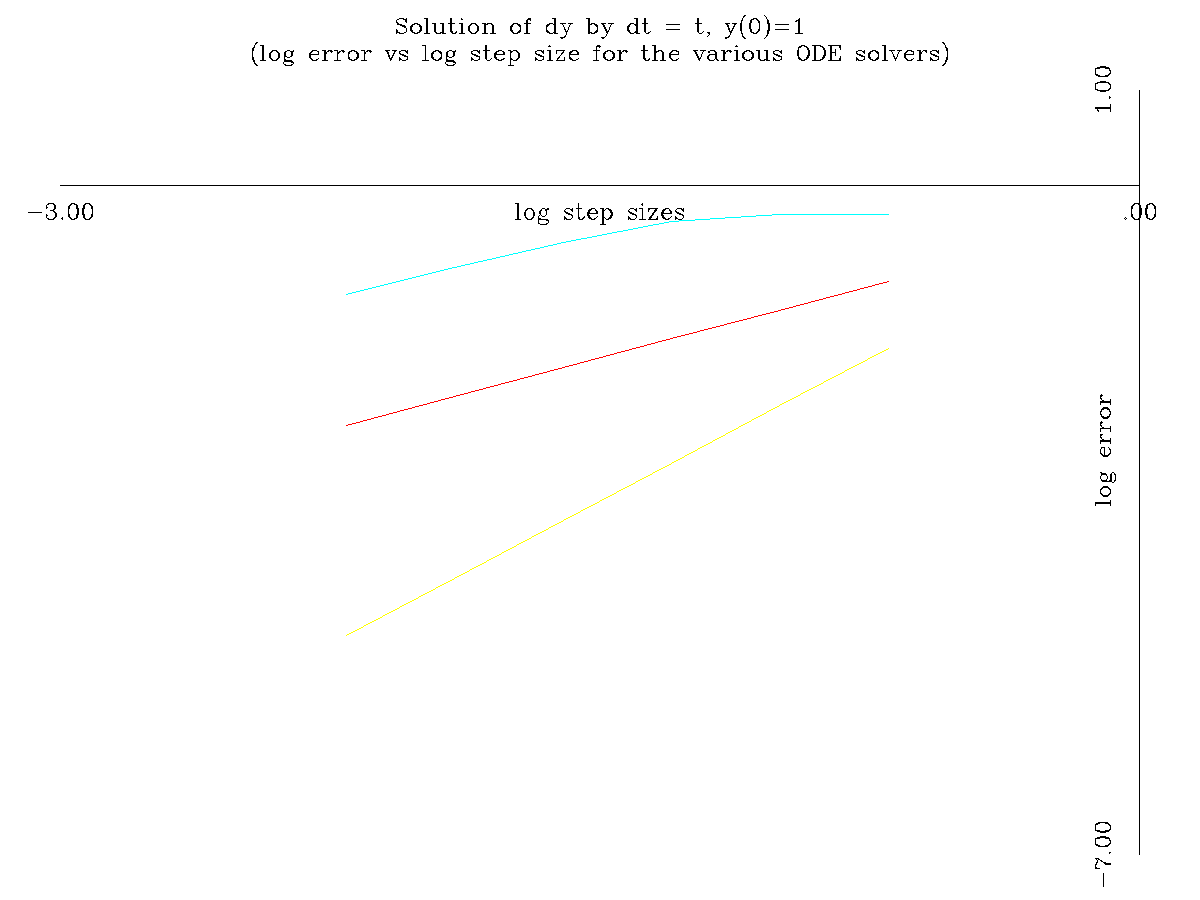 Solution of dy by dt = t, y(0)=1
(log error vs log step size for the various ODE solvers)
1.00
−3.00
log step sizes
.00
log error
−7.00